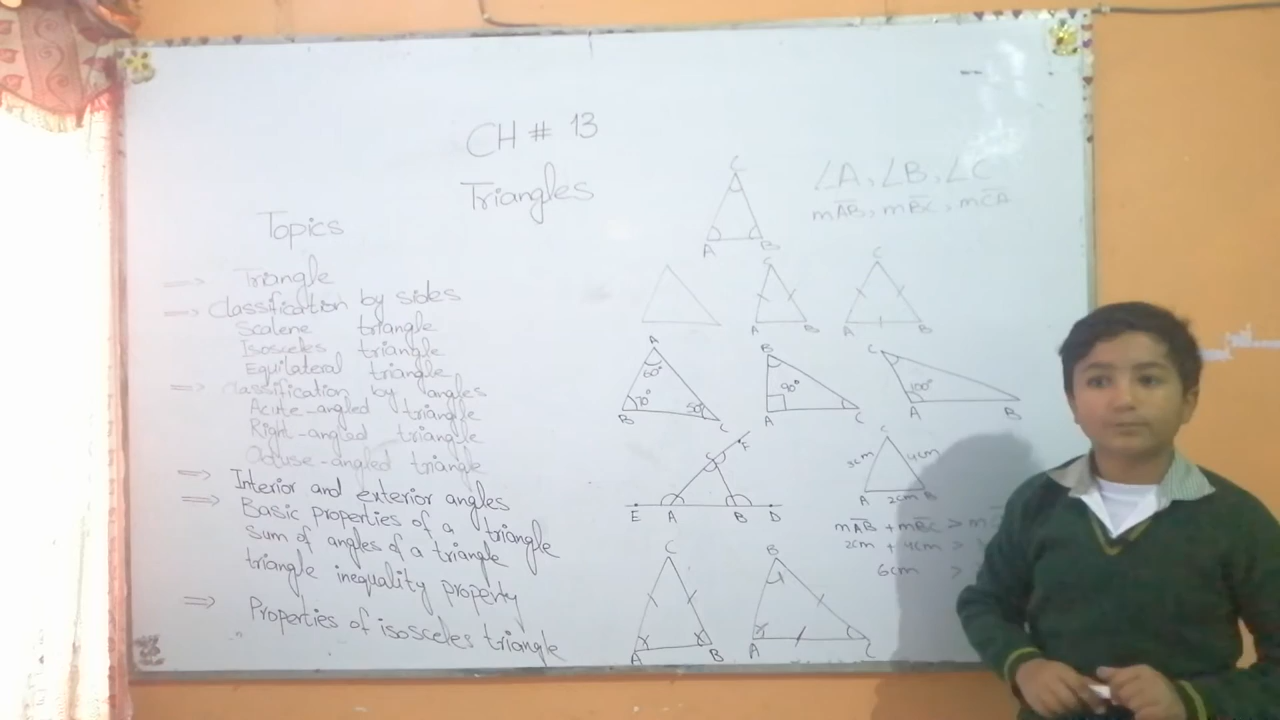 CH # 13
Triangles
Topics
=> Triangle
=> Classification by sides
Scalene triangle
Isosceles triangle
Equilateral triangle
=> Classification by angles
Acute-angled triangle
Right-angled triangle
Obtuse-angled triangle
=> Interior and exterior angles
=> Basic properties of a triangle
sum of angles of a triangle
triangle inequality property
=> Properties of isosceles triangle
C
A B
∠A, ∠B, ∠C
mAB, mBC, mCA
C
A B
C
A B
A
60°
B 70° 50° C
B
90°
A C
C
100°
A B
F
C
E A B D
C
3cm 4cm
A 2cm B
mAB + mBC > m
2cm + 4cm >
6cm >
C
A B
B
A C